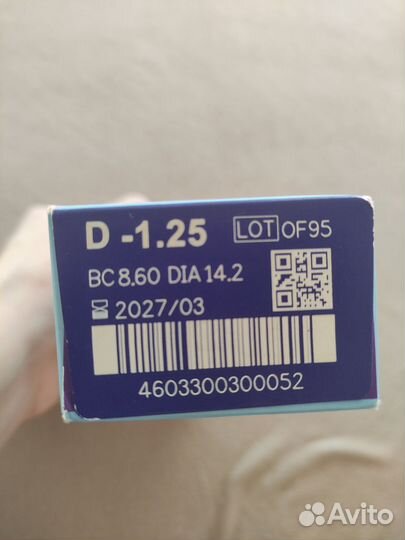 D -1.25 LOT OF95
BC 8.60 DIA 14.2
2027/03
4603300300052
Avito